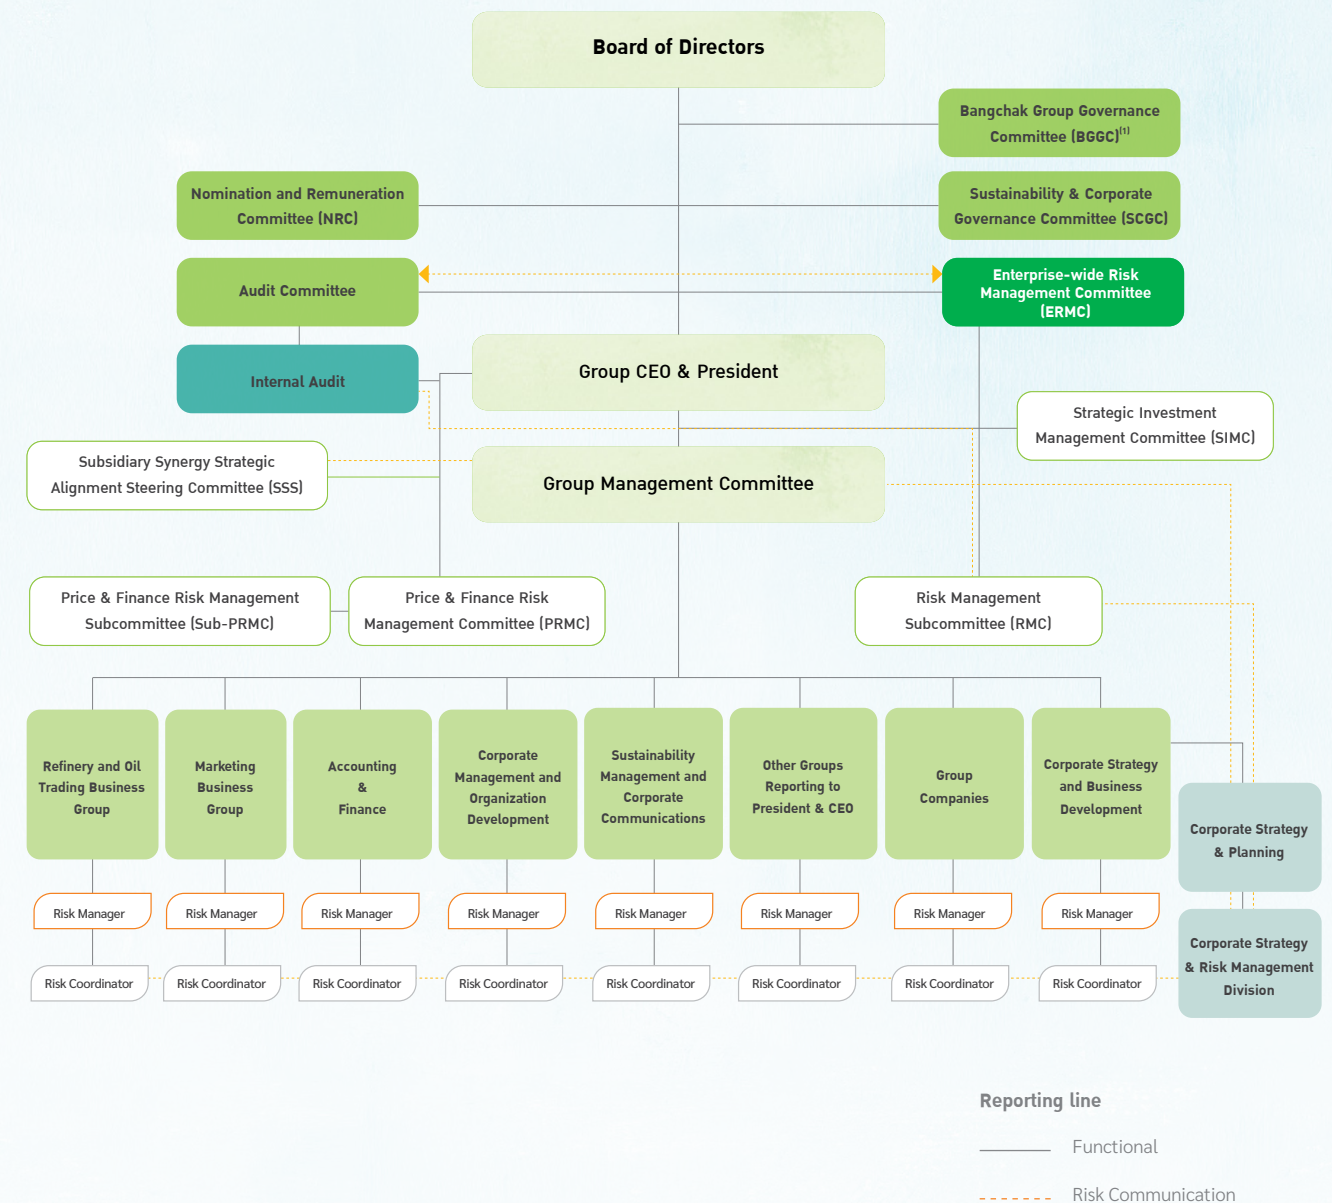 Board of Directors
Bangchak Group Governance
Committee (BGGC)(1)
Nomination and Remuneration
Committee (NRC)
Sustainability & Corporate
Governance Committee (SCGC)
Audit Committee
Enterprise-wide Risk
Management Committee
(ERMC)
Internal Audit
Group CEO & President
Strategic Investment
Management Committee (SIMC)
Subsidiary Synergy Strategic
Alignment Steering Committee (SSS)
Group Management Committee
Price & Finance Risk Management
Subcommittee (Sub-PRMC)
Price & Finance Risk
Management Committee (PRMC)
Risk Management
Subcommittee (RMC)
Refinery and Oil
Trading Business
Group
Marketing
Business
Group
Accounting
&
Finance
Corporate
Management and
Organization
Development
Sustainability
Management and
Corporate
Communications
Other Groups
Reporting to
President & CEO
Group
Companies
Corporate Strategy
and Business
Development
Corporate Strategy
& Planning
Risk Manager
Risk Manager
Risk Manager
Risk Manager
Risk Manager
Risk Manager
Risk Manager
Risk Manager
Risk Coordinator
Risk Coordinator
Risk Coordinator
Risk Coordinator
Risk Coordinator
Risk Coordinator
Risk Coordinator
Risk Coordinator
Corporate Strategy
& Risk Management
Division
Reporting line
Functional
Risk Communication